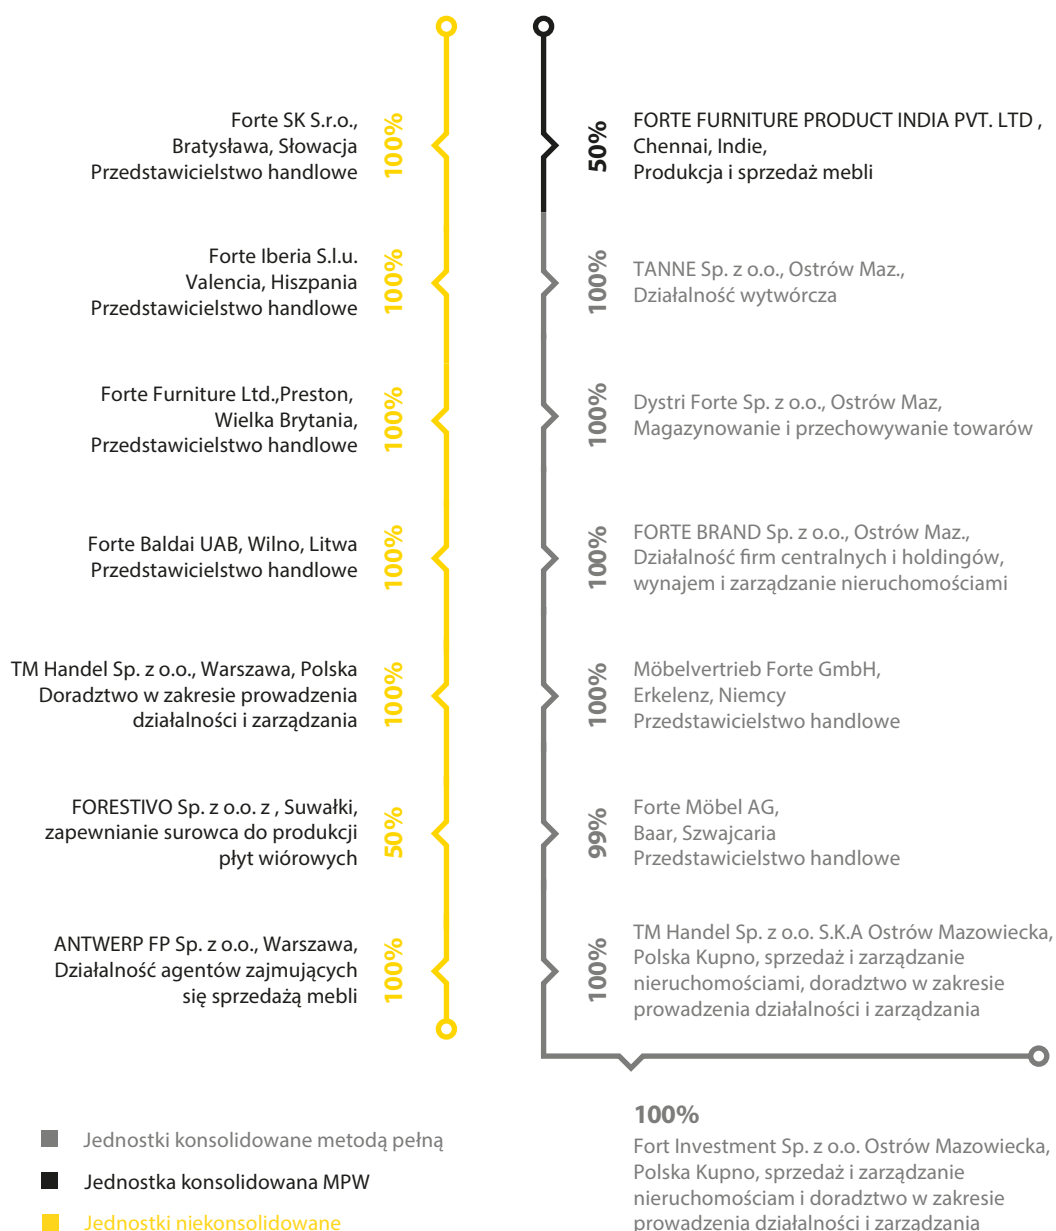 Forte SK S.r.o.,
Bratysława, Słowacja
Przedstawicielstwo handlowe
100%
Forte Iberia S.l.u.
Valencia, Hiszpania
Przedstawicielstwo handlowe
100%
Forte Furniture Ltd.,Preston,
Wielka Brytania,
Przedstawicielstwo handlowe
100%
Forte Baldai UAB, Wilno, Litwa
Przedstawicielstwo handlowe
100%
TM Handel Sp. z o.o., Warszawa, Polska
Doradztwo w zakresie prowadzenia
działalności i zarządzania
100%
FORESTIVO Sp. z o.o. z , Suwałki,
zapewnianie surowca do produkcji
płyt wiórowych
50%
ANTWERP FP Sp. z o.o., Warszawa,
Działalność agentów zajmujących
się sprzedażą mebli
100%
50%
FORTE FURNITURE PRODUCT INDIA PVT. LTD ,
Chennai, Indie,
Produkcja i sprzedaż mebli
100%
TANNE Sp. z o.o., Ostrów Maz.,
Działalność wytwórcza
100%
Dystri Forte Sp. z o.o., Ostrów Maz,
Magazynowanie i przechowywanie towarów
100%
FORTE BRAND Sp. z o.o., Ostrów Maz.,
Działalność firm centralnych i holdingów,
wynajem i zarządzanie nieruchomościami
100%
Möbelvertrieb Forte GmbH,
Erkelenz, Niemcy
Przedstawicielstwo handlowe
99%
Forte Möbel AG,
Baar, Szwajcaria
Przedstawicielstwo handlowe
100%
TM Handel Sp. z o.o. S.K.A Ostrów Mazowiecka,
Polska Kupno, sprzedaż i zarządzanie
nieruchomościami, doradztwo w zakresie
prowadzenia działalności i zarządzania
100%
Fort Investment Sp. z o.o. Ostrów Mazowiecka,
Polska Kupno, sprzedaż i zarządzanie
nieruchomościam i doradztwo w zakresie
prowadzenia działalności i zarządzania
Jednostki konsolidowane metodą pełną
Jednostka konsolidowana MPW
Jednostki niekonsolidowane